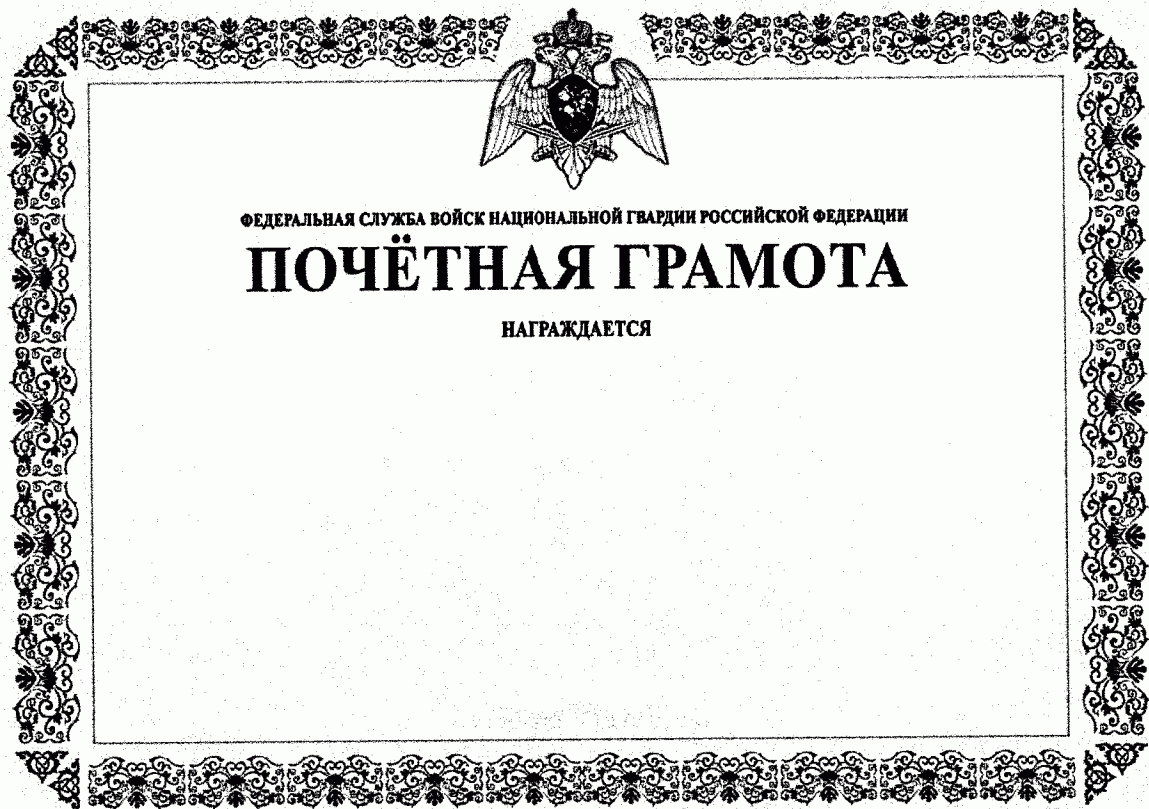 ФЕДЕРАЛЬНАЯ СЛУЖБА ВОЙСК НАЦИОНАЛЬНОЙ ГВАРДИИ РОССИЙСКОЙ ФЕДЕРАЦИИ
ПОЧЁТНАЯ ГРАМОТА
НАГРАЖДАЕТСЯ